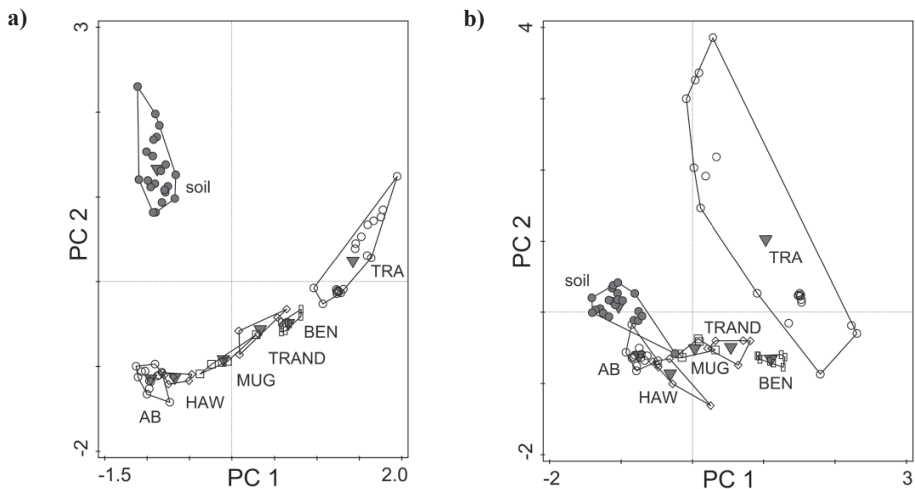 a)
3
PC 2
-2
soil
TRA
BEN
TRAND
MUG
HAW
AB
-1.5
PC 1
2.0
b)
4
PC 2
-2
TRA
soil
TRAND
AB
MUG
BEN
HAW
-2
PC 1
3